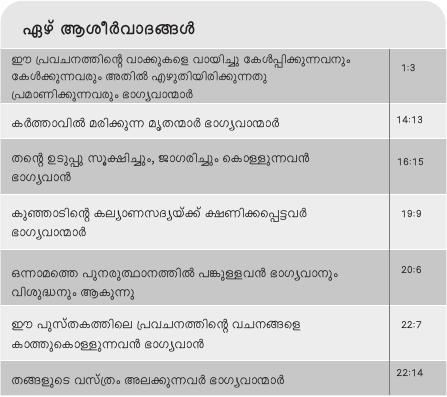 ഏഴ് ആശീർവാദങ്ങൾ
ഈ പ്രവചനത്തിന്റെ വാക്കുകളെ വായിച്ചു കേൾപ്പിക്കുന്നവനും
കേൾക്കുന്നവരും അതിൽ എഴുതിയിരിക്കുന്നതു
പ്രമാണിക്കുന്നവരും ഭാഗ്യവാന്മാർ
1:3
കർത്താവിൽ മരിക്കുന്ന മൃതന്മാർ ഭാഗ്യവാന്മാർ
14:13
തന്റെ ഉടുപ്പു സൂക്ഷിച്ചും, ജാഗരിച്ചും കൊള്ളുന്നവൻ
ഭാഗ്യവാൻ
16:15
കുഞ്ഞാടിന്റെ കല്യാണസദ്യയ്ക്ക് ക്ഷണിക്കപ്പെട്ടവർ
ഭാഗ്യവാന്മാർ
19:9
ഒന്നാമത്തെ പുനരുത്ഥാനത്തിൽ പങ്കുള്ളവൻ ഭാഗ്യവാനും
വിശുദ്ധനും ആകുന്നു
20:6
ഈ പുസ്തകത്തിലെ പ്രവചനത്തിന്റെ വചനങ്ങളെ
കാത്തുകൊള്ളുന്നവൻ ഭാഗ്യവാൻ
22:7
തങ്ങളുടെ വസ്ത്രം അലക്കുന്നവർ ഭാഗ്യവാന്മാർ
22:14